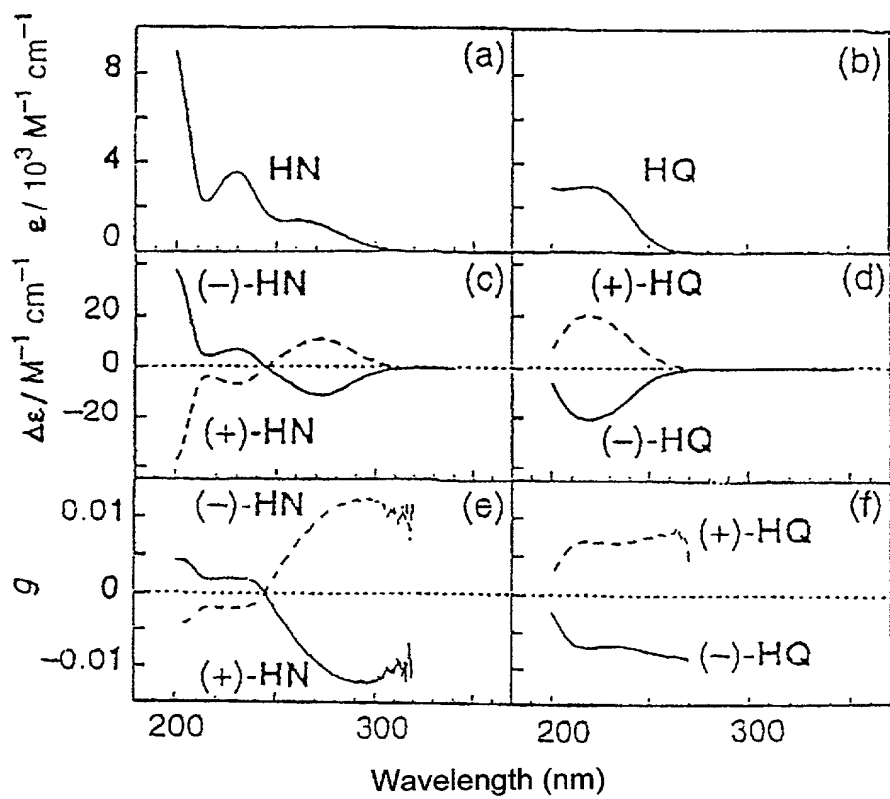 (a)
(b)
ε / 10³ M⁻¹ cm⁻¹
8
4
0
HN
HQ
(c)
(d)
Δε / M⁻¹ cm⁻¹
20
0
−20
(−)-HN
(+)-HN
(+)-HQ
(−)-HQ
(e)
(f)
g
0.01
0
−0.01
(−)-HN
(+)-HN
(+)-HQ
(−)-HQ
200
300
200
300
Wavelength (nm)